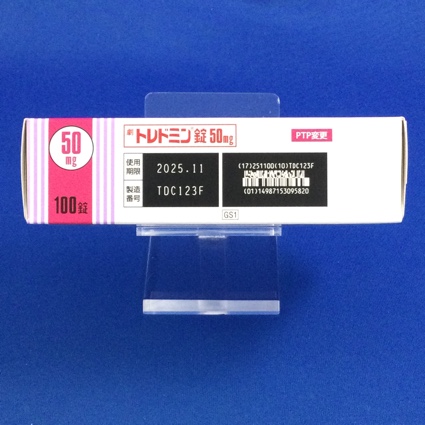 50
mg
100錠
劇 トレドミン®錠50mg
PTP変更
使用
期限
2025.11
製造
番号
TDC123F
(17)251100(10)TDC123F
(01)14987153095820
GS1